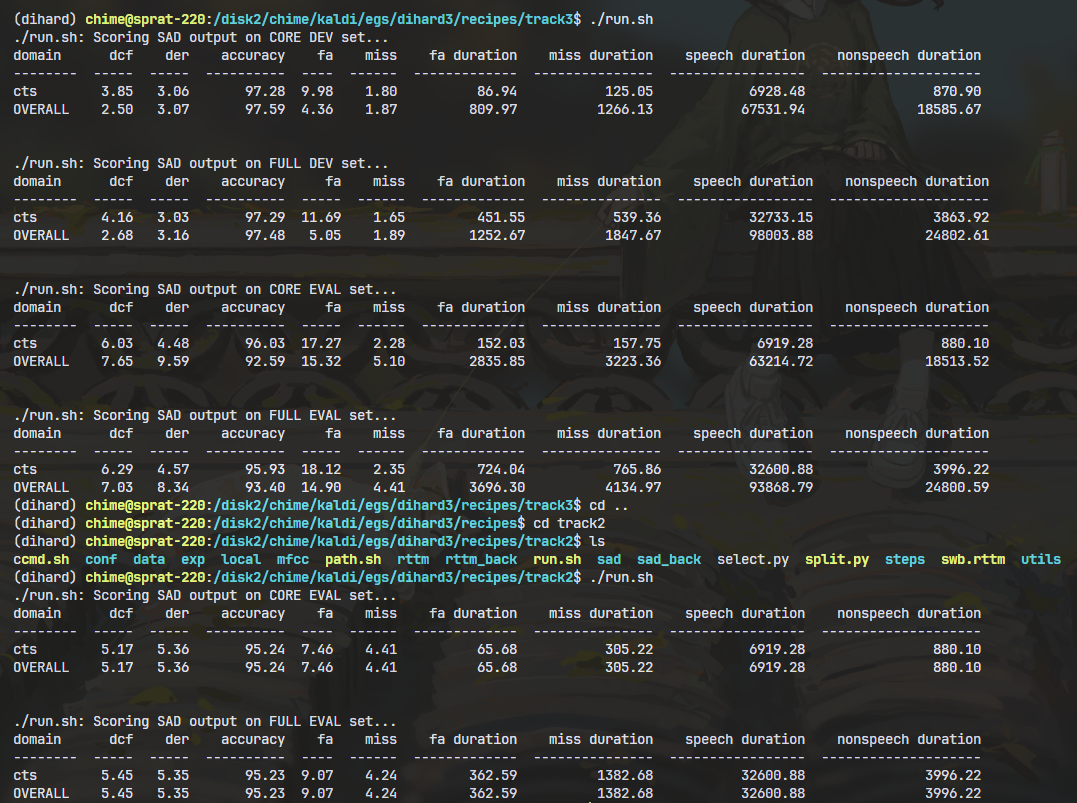 (dihard) chime@sprat-220:/disk2/chime/kaldi/egs/dihard3/recipes/track3$ ./run.sh
./run.sh: Scoring SAD output on CORE DEV set...
domain dcf der accuracy fa miss fa duration miss duration speech duration nonspeech duration
-------- ----- ----- ---------- ---- ------ ------------- --------------- ----------------- --------------------
cts 3.85 3.06 97.28 9.98 1.80 86.94 125.05 6928.48 870.90
OVERALL 2.50 3.07 97.59 4.36 1.87 809.97 1266.13 67531.94 18585.67
./run.sh: Scoring SAD output on FULL DEV set...
domain dcf der accuracy fa miss fa duration miss duration speech duration nonspeech duration
-------- ----- ----- ---------- ----- ------ ------------- --------------- ----------------- --------------------
cts 4.16 3.03 97.29 11.69 1.65 451.55 539.36 32733.15 3863.92
OVERALL 2.68 3.16 97.48 5.05 1.89 1252.67 1847.67 98003.88 24802.61
./run.sh: Scoring SAD output on CORE EVAL set...
domain dcf der accuracy fa miss fa duration miss duration speech duration nonspeech duration
-------- ----- ----- ---------- ----- ------ ------------- --------------- ----------------- --------------------
cts 6.03 4.48 96.03 17.27 2.28 152.03 157.75 6919.28 880.10
OVERALL 7.65 9.59 92.59 15.32 5.10 2835.85 3223.36 63214.72 18513.52
./run.sh: Scoring SAD output on FULL EVAL set...
domain dcf der accuracy fa miss fa duration miss duration speech duration nonspeech duration
-------- ----- ----- ---------- ----- ------ ------------- --------------- ----------------- --------------------
cts 6.29 4.57 95.93 18.12 2.35 724.04 765.86 32600.88 3996.22
OVERALL 7.03 8.34 93.40 14.90 4.41 3696.30 4134.97 93868.79 24800.59
(dihard) chime@sprat-220:/disk2/chime/kaldi/egs/dihard3/recipes/track3$ cd ..
(dihard) chime@sprat-220:/disk2/chime/kaldi/egs/dihard3/recipes$ cd track2
(dihard) chime@sprat-220:/disk2/chime/kaldi/egs/dihard3/recipes/track2$ ls
ccmd.sh conf data exp local mfcc path.sh rttm rttm_back run.sh sad sad_back select.py split.py steps swb.rttm utils
(dihard) chime@sprat-220:/disk2/chime/kaldi/egs/dihard3/recipes/track2$ ./run.sh
./run.sh: Scoring SAD output on CORE EVAL set...
domain dcf der accuracy fa miss fa duration miss duration speech duration nonspeech duration
-------- ----- ----- ---------- ---- ------ ------------- --------------- ----------------- --------------------
cts 5.17 5.36 95.24 7.46 4.41 65.68 305.22 6919.28 880.10
OVERALL 5.17 5.36 95.24 7.46 4.41 65.68 305.22 6919.28 880.10
./run.sh: Scoring SAD output on FULL EVAL set...
domain dcf der accuracy fa miss fa duration miss duration speech duration nonspeech duration
-------- ----- ----- ---------- ---- ------ ------------- --------------- ----------------- --------------------
cts 5.45 5.35 95.23 9.07 4.24 362.59 1382.68 32600.88 3996.22
OVERALL 5.45 5.35 95.23 9.07 4.24 362.59 1382.68 32600.88 3996.22